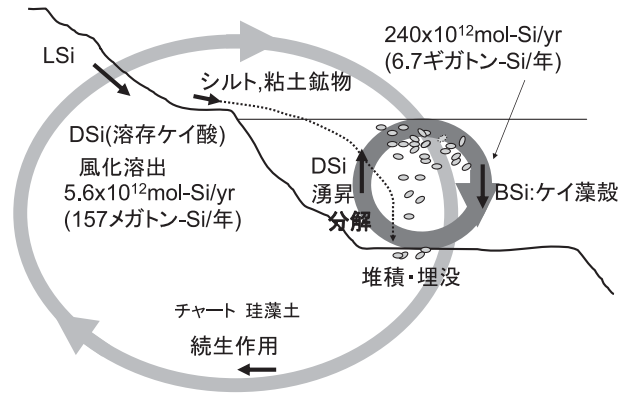 LSi
シルト,粘土鉱物
240x10¹²mol-Si/yr
(6.7ギガトン-Si/年)
DSi(溶存ケイ酸)
風化溶出
5.6x10¹²mol-Si/yr
(157メガトン-Si/年)
DSi
湧昇
分解
BSi:ケイ藻殻
堆積・埋没
チャート 珪藻土
続生作用